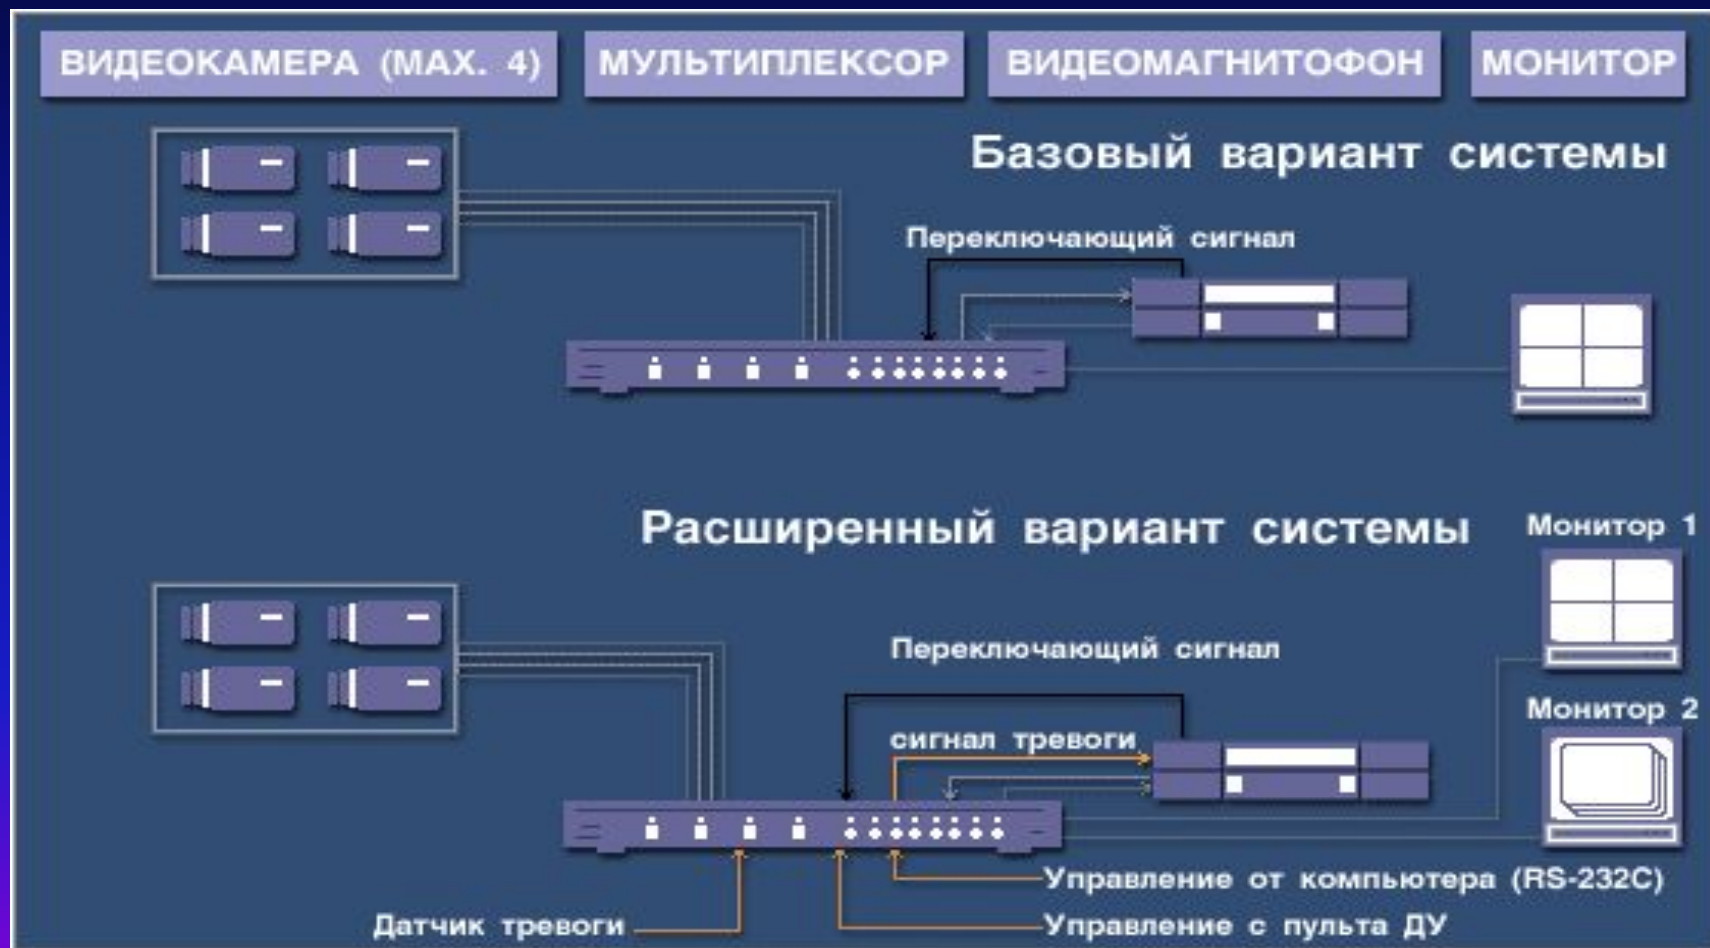 ВИДЕОКАМЕРА (MAX. 4)
МУЛЬТИПЛЕКСОР
ВИДЕОМАГНИТОФОН
МОНИТОР
Базовый вариант системы
Переключающий сигнал
Расширенный вариант системы
Монитор 1
Переключающий сигнал
Монитор 2
сигнал тревоги
Управление от компьютера (RS-232C)
Датчик тревоги
Управление с пульта ДУ